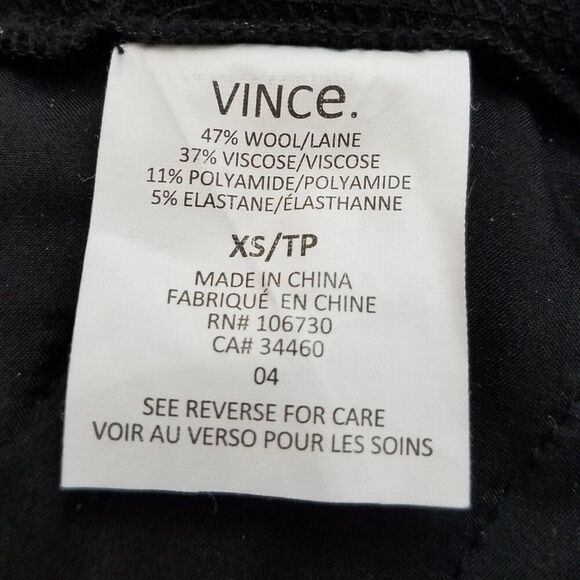 VINCe.
47% WOOL/LAINE
37% VISCOSE/VISCOSE
11% POLYAMIDE/POLYAMIDE
5% ELASTANE/ÉLASTHANNE
XS/TP
MADE IN CHINA
FABRIQUÉ EN CHINE
RN# 106730
CA# 34460
04
SEE REVERSE FOR CARE
VOIR AU VERSO POUR LES SOINS